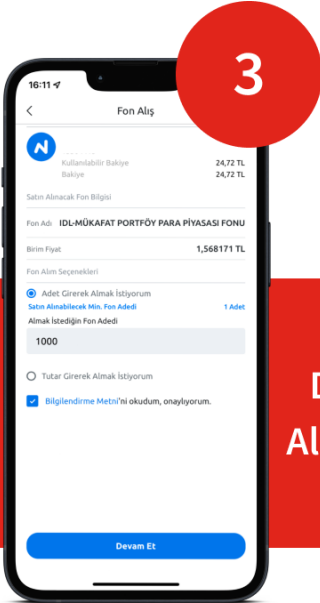 3
16:11
Fon Alış
N
Kullanılabilir Bakiye 24,72 TL
Bakiye 24,72 TL
Satın Alınacak Fon Bilgisi
Fon Adı IDL-MÜKAFAT PORTFÖY PARA PİYASASI FONU
Birim Fiyat 1,568171 TL
Fon Alım Seçenekleri
Adet Girerek Almak İstiyorum
Satın Alınabilecek Min. Fon Adedi 1 Adet
Almak İstediğin Fon Adedi
1000
Tutar Girerek Almak İstiyorum
Bilgilendirme Metni'ni okudum, onaylıyorum.
Devam Et
D
Al